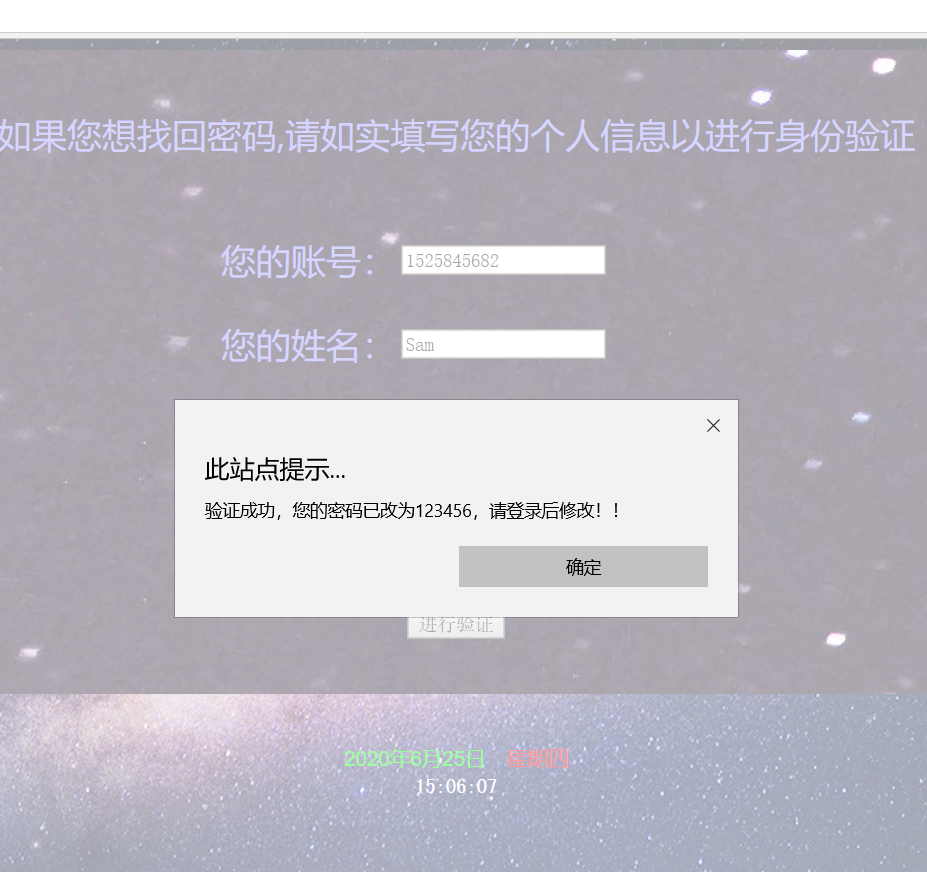 如果您想找回密码,请如实填写您的个人信息以进行身份验证
您的账号： 1525845682
您的姓名： Sam
此站点提示...
验证成功，您的密码已改为123456，请登录后修改！！
确定
进行验证
2020年6月25日 星期四
15:06:07